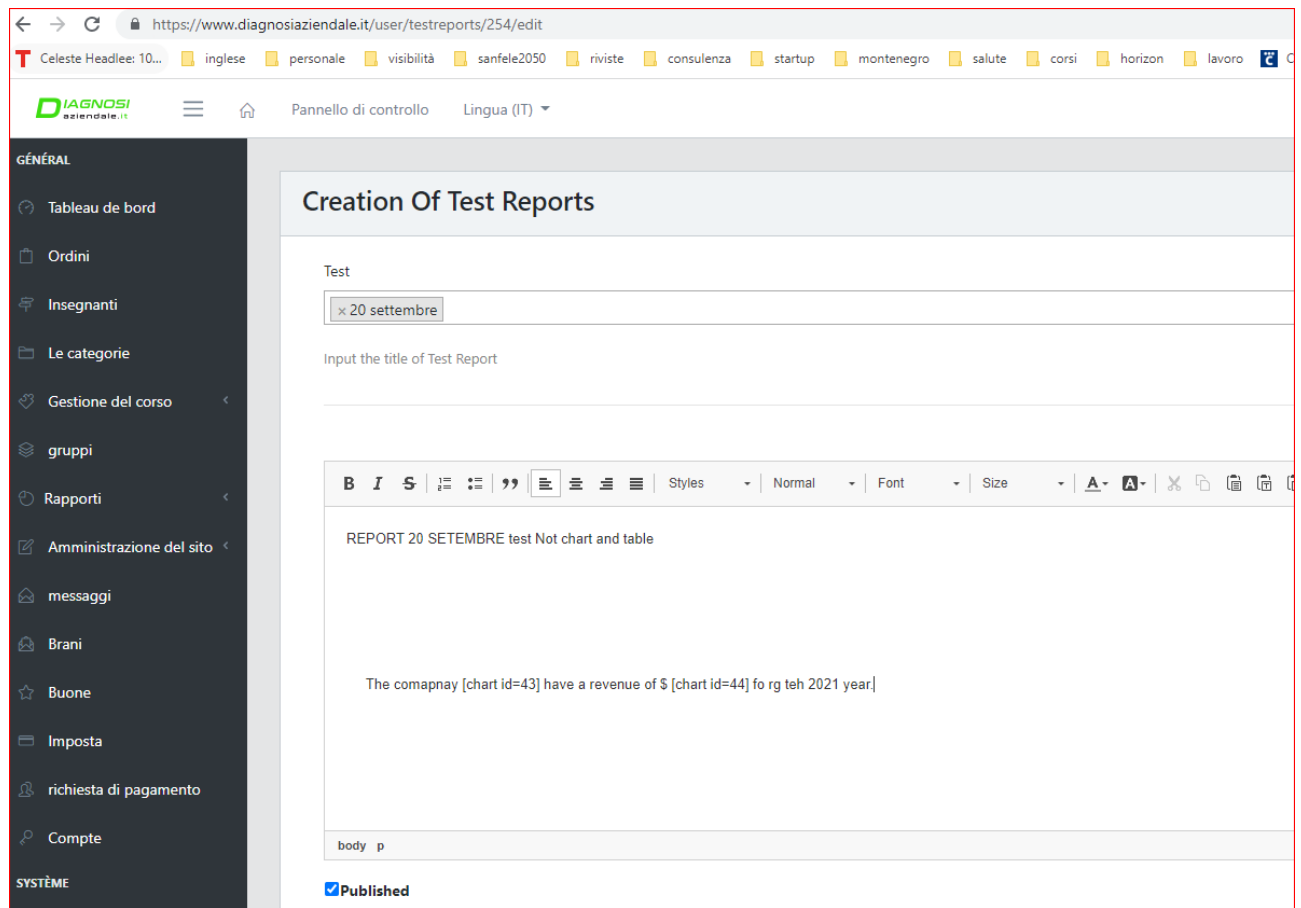 https://www.diagnosiaziendale.it/user/testreports/254/edit
Celeste Headlee: 10... inglese personale visibilità sanfele2050 riviste consulenza startup montenegro salute corsi horizon lavoro
DIAGNOSI
aziendale.it
Pannello di controllo Lingua (IT)
GÉNÉRAL
Tableau de bord
Ordini
Insegnanti
Le categorie
Gestione del corso
gruppi
Rapporti
Amministrazione del sito
messaggi
Brani
Buone
Imposta
richiesta di pagamento
Compte
SYSTÈME
Creation Of Test Reports
Test
× 20 settembre
Input the title of Test Report
B I S Styles Normal Font Size A A
REPORT 20 SETEMBRE test Not chart and table
The comapnay [chart id=43] have a revenue of $ [chart id=44] fo rg teh 2021 year.
body p
Published